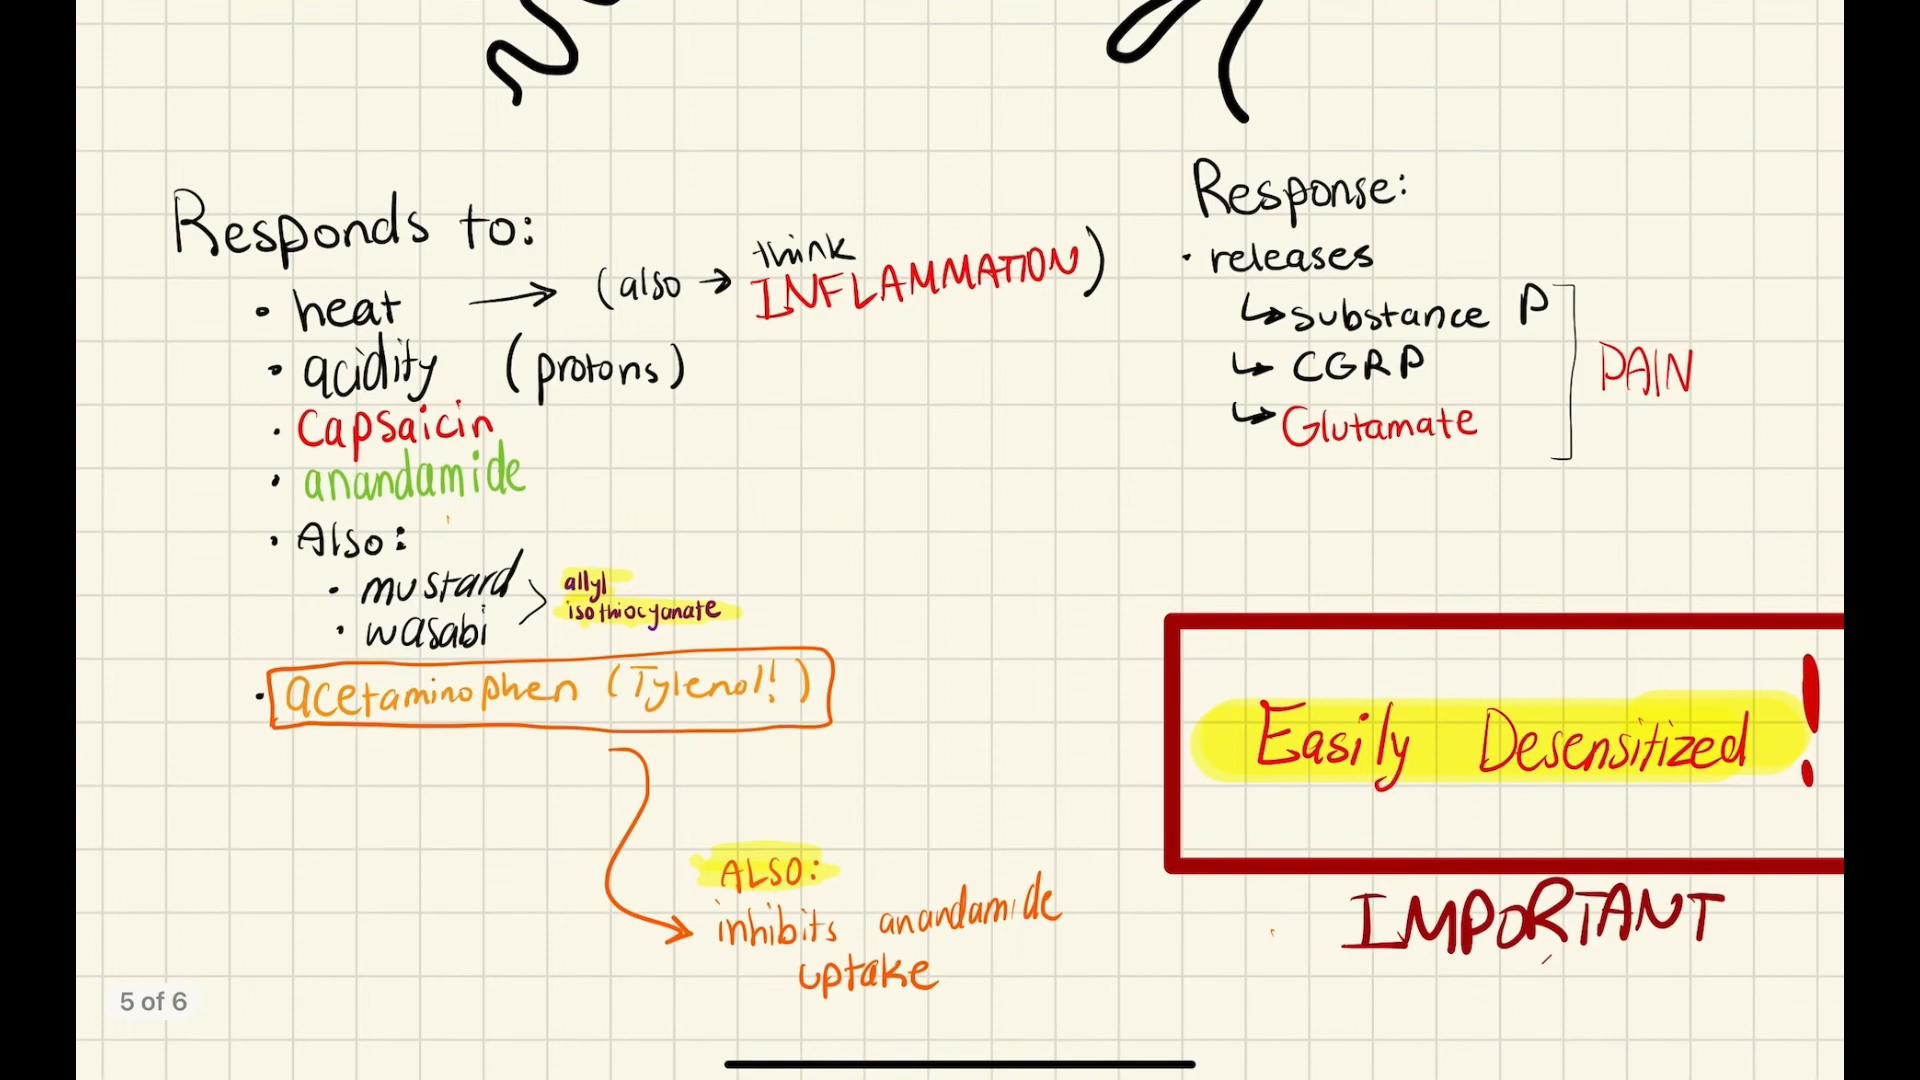 Responds to:
• heat → (also → think INFLAMMATION)
• acidity (protons)
• Capsaicin
• anandamide
• Also:
• mustard
• wasabi
allyl
isothiocyanate
• acetaminophen (Tylenol!)
ALSO:
inhibits anandamide
uptake
Response:
• releases
↳ substance P
↳ CGRP
↳ Glutamate
PAIN
Easily Desensitized!
IMPORTANT
5 of 6